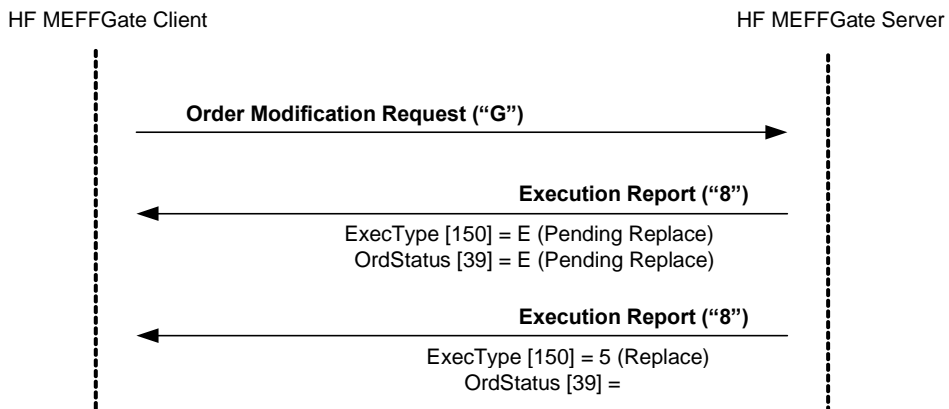 HF MEFFGate Client
HF MEFFGate Server
Order Modification Request (“G”)
Execution Report (“8”)
ExecType [150] = E (Pending Replace)
OrdStatus [39] = E (Pending Replace)
Execution Report (“8”)
ExecType [150] = 5 (Replace)
OrdStatus [39] =